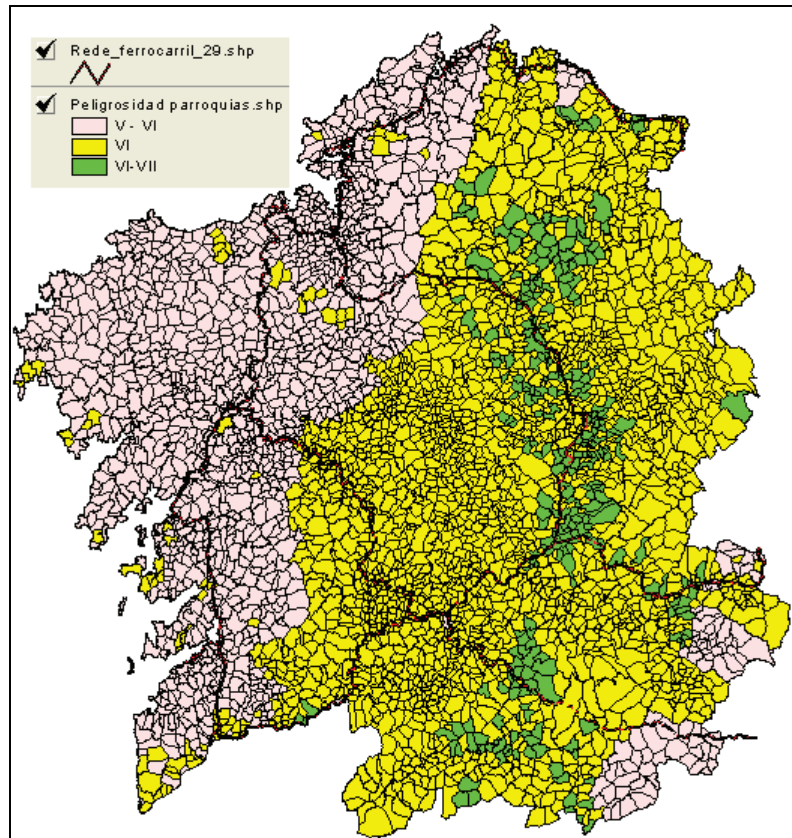 Rede_ferrocarril_29.shp
Peligrosidad parroquias.shp
V - VI
VI
VI-VII